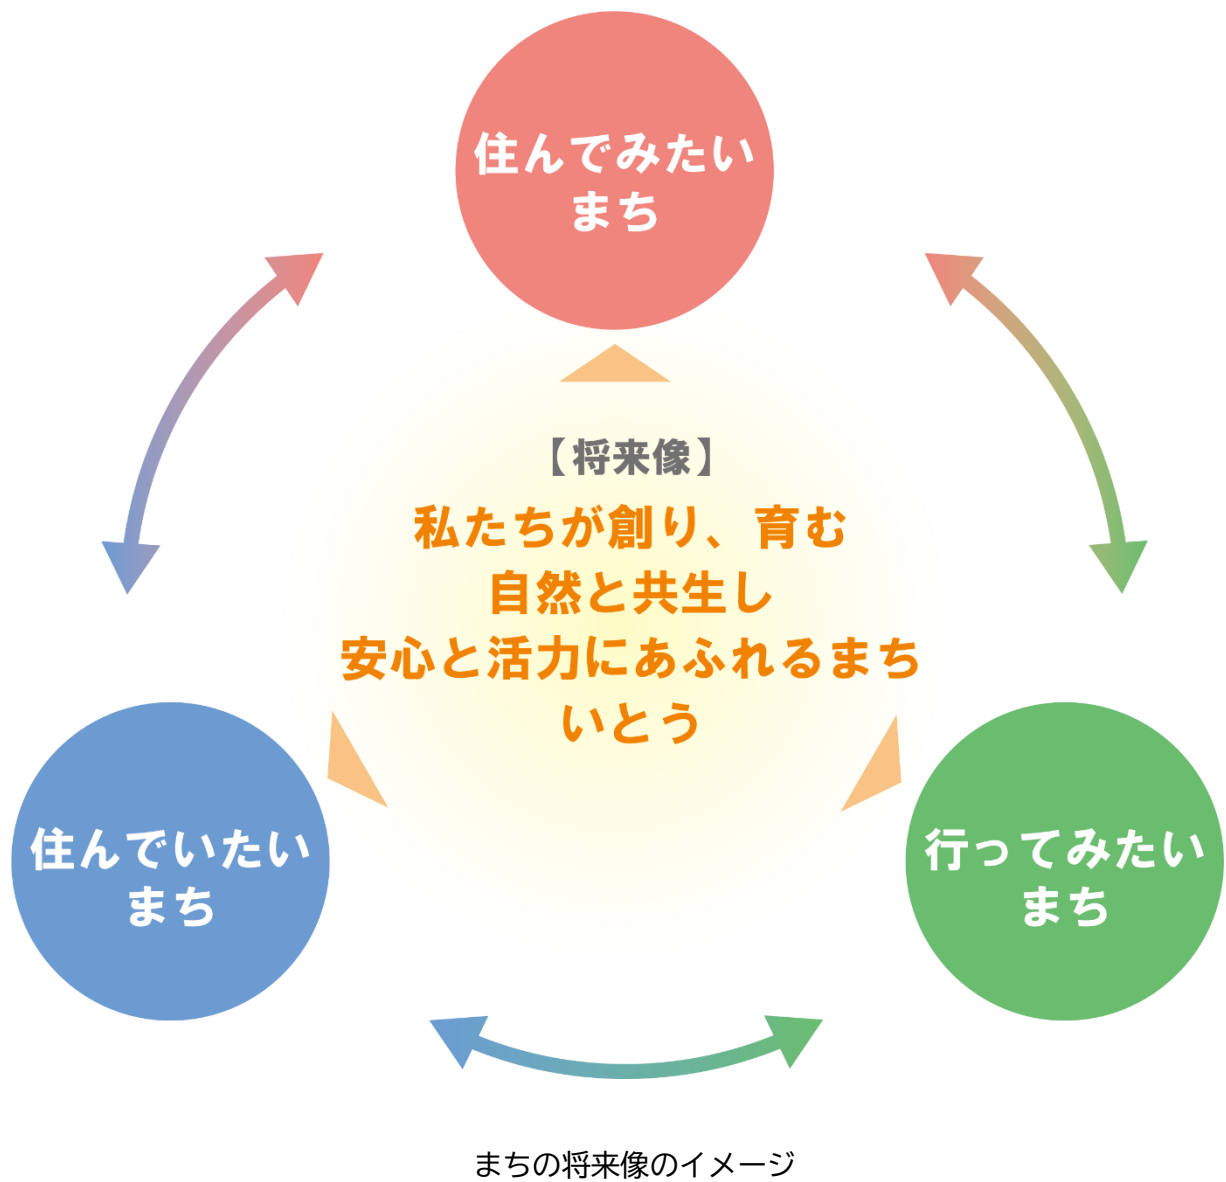 住んでみたい
まち
【将来像】
私たちが創り、育む
自然と共生し
安心と活力にあふれるまち
いとう
住んでいたい
まち
行ってみたい
まち
まちの将来像のイメージ